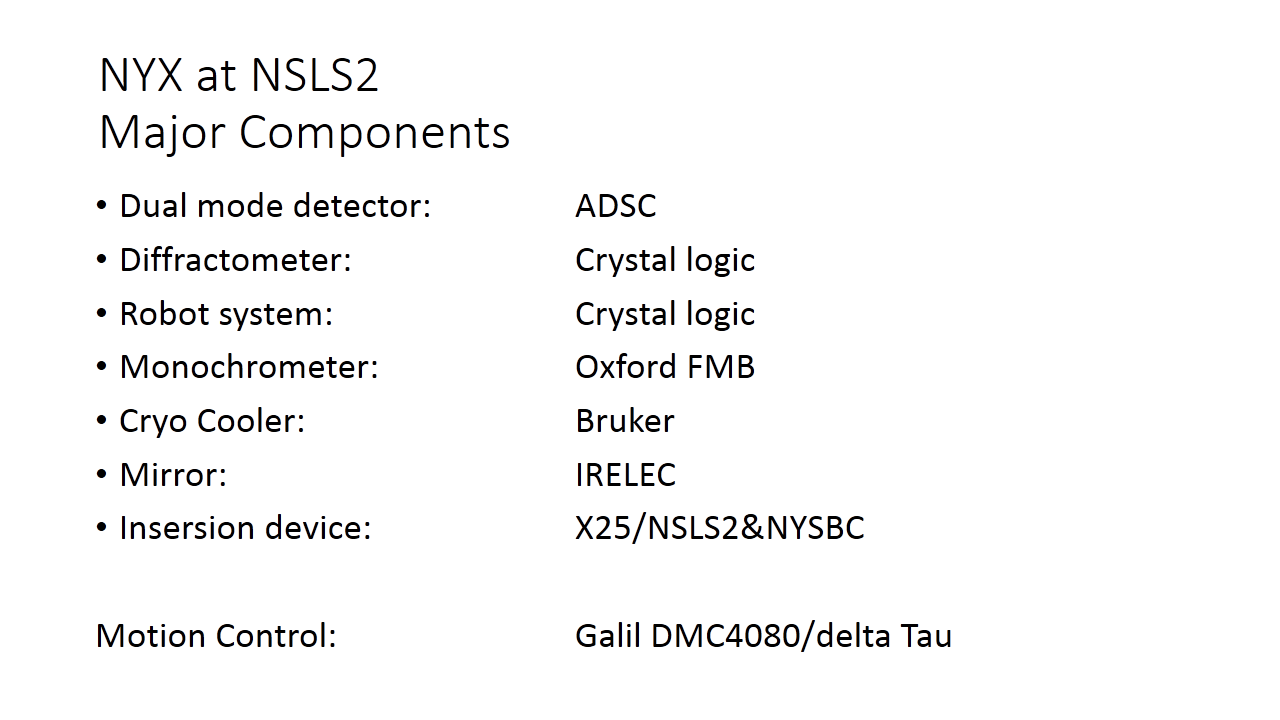 NYX at NSLS2
Major Components
• Dual mode detector: ADSC
• Diffractometer: Crystal logic
• Robot system: Crystal logic
• Monochrometer: Oxford FMB
• Cryo Cooler: Bruker
• Mirror: IRELEC
• Insersion device: X25/NSLS2&NYSBC
Motion Control: Galil DMC4080/delta Tau